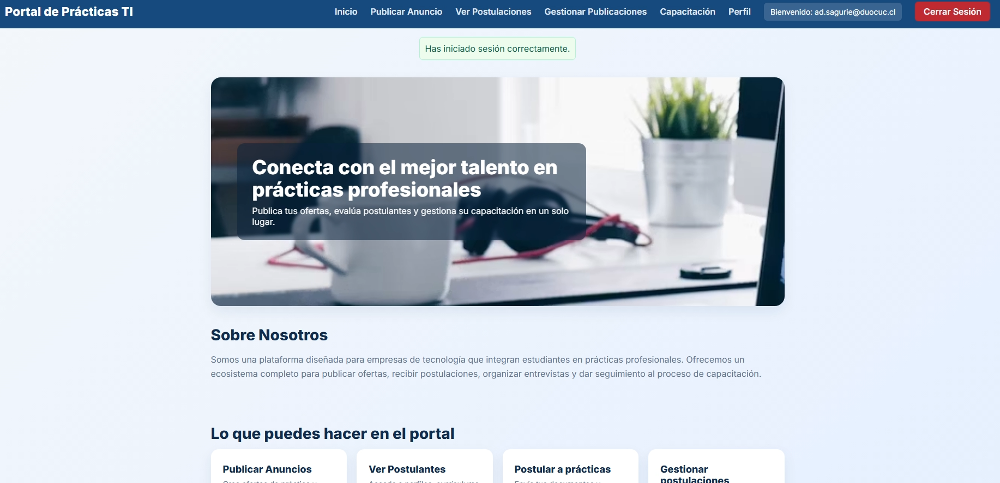 Portal de Prácticas TI
Inicio
Publicar Anuncio
Ver Postulaciones
Gestionar Publicaciones
Capacitación
Perfil
Bienvenido: ad.sagurie@duocuc.cl
Cerrar Sesión
Has iniciado sesión correctamente.
Conecta con el mejor talento en
prácticas profesionales
Publica tus ofertas, evalúa postulantes y gestiona su capacitación en un solo
lugar.
Sobre Nosotros
Somos una plataforma diseñada para empresas de tecnología que integran estudiantes en prácticas profesionales. Ofrecemos un
ecosistema completo para publicar ofertas, recibir postulaciones, organizar entrevistas y dar seguimiento al proceso de capacitación.
Lo que puedes hacer en el portal
Publicar Anuncios
Ver Postulantes
Postular a prácticas
Gestionar
postulaciones